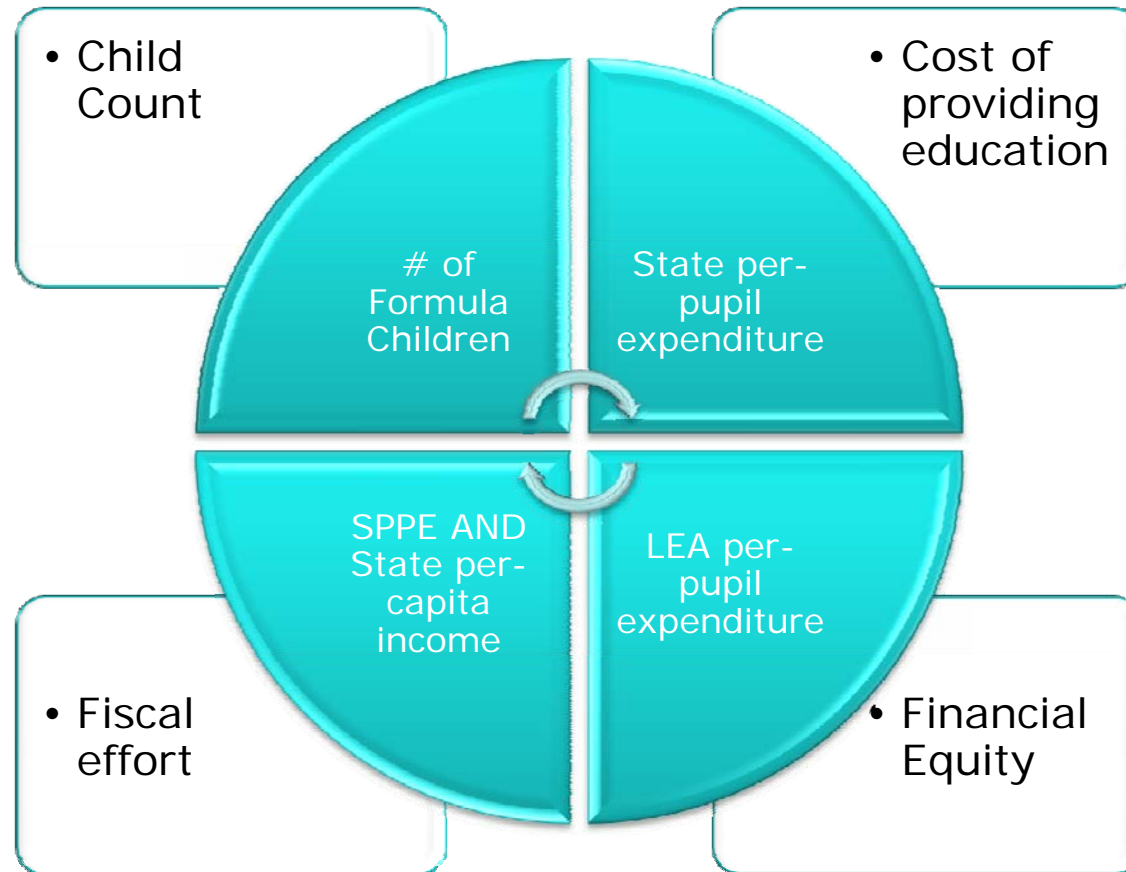 • Child
Count
• Cost of
providing
education
# of
Formula
Children
State per-
pupil
expenditure
SPPE AND
State per-
capita
income
LEA per-
pupil
expenditure
• Fiscal
effort
• Financial
Equity